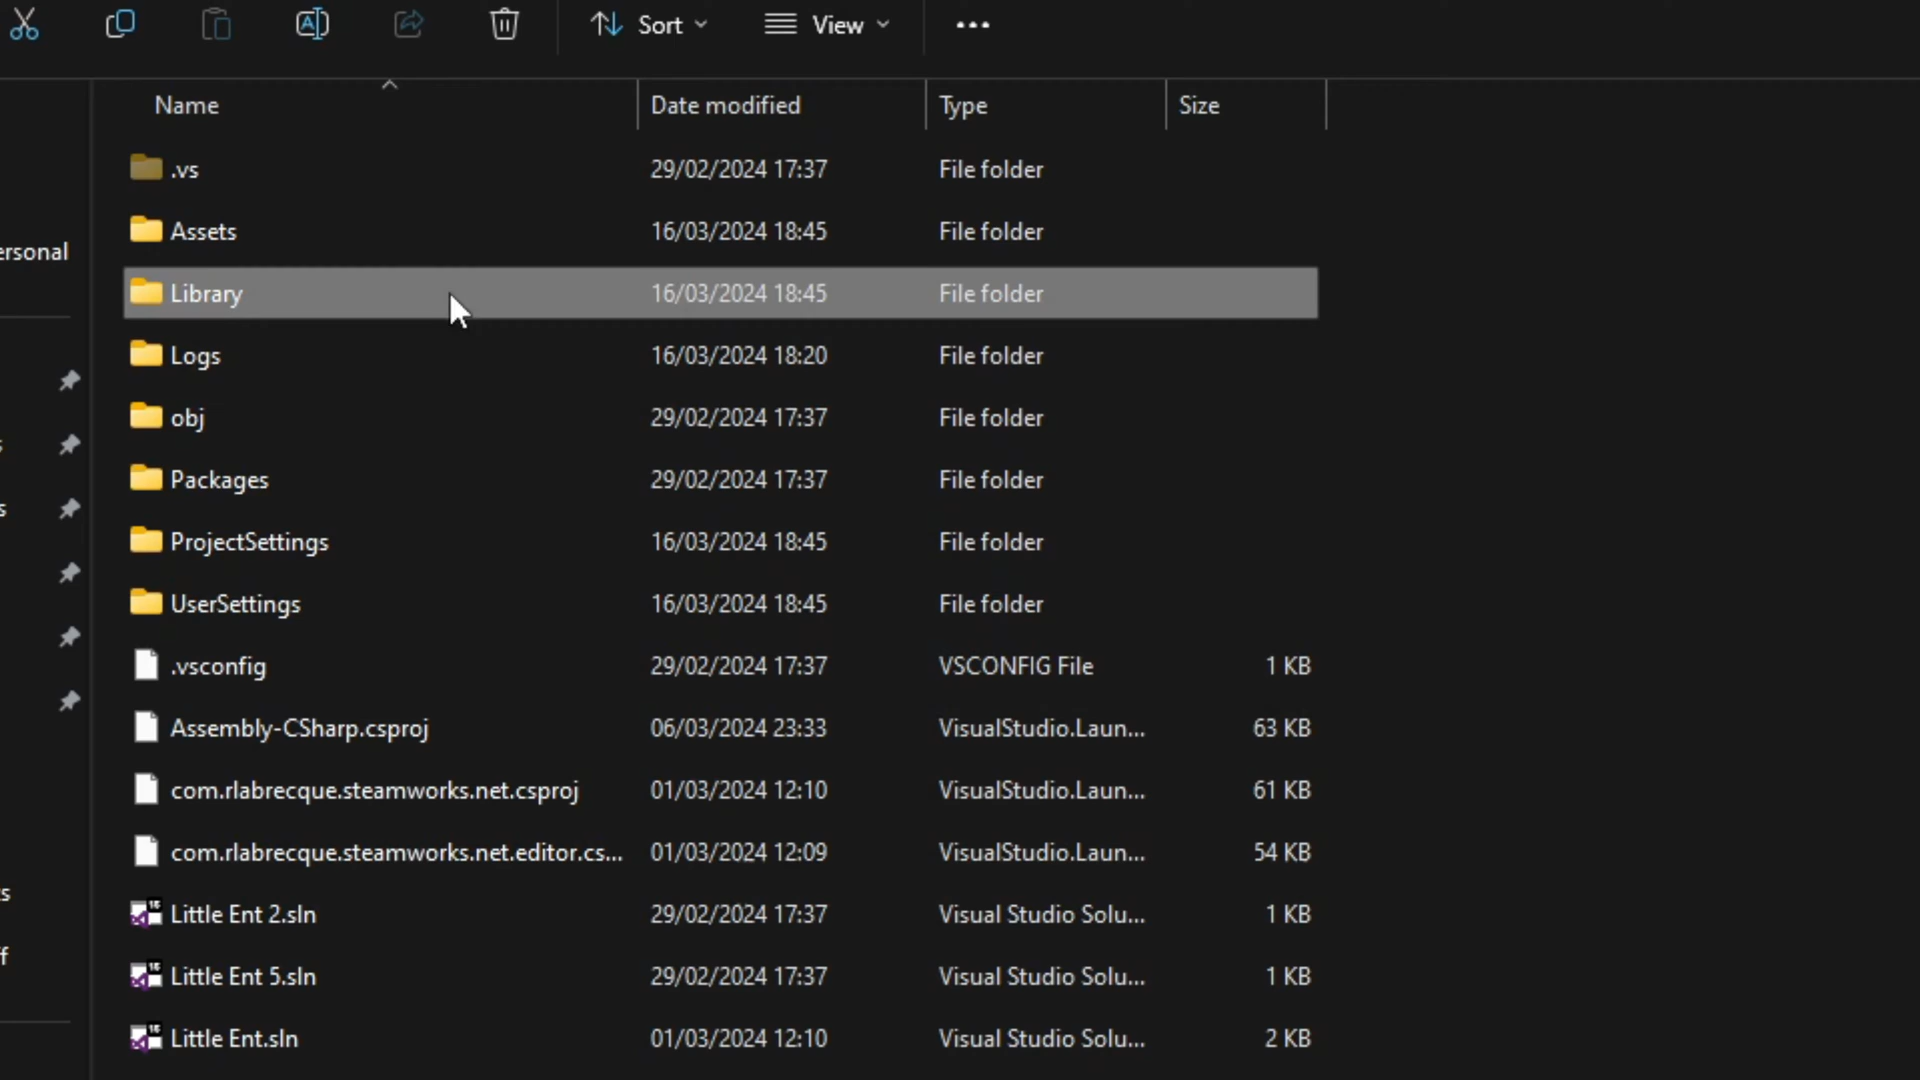 Sort View
Name Date modified Type Size
.vs 29/02/2024 17:37 File folder
Assets 16/03/2024 18:45 File folder
ersonal
Library 16/03/2024 18:45 File folder
Logs 16/03/2024 18:20 File folder
obj 29/02/2024 17:37 File folder
s
Packages 29/02/2024 17:37 File folder
s
ProjectSettings 16/03/2024 18:45 File folder
UserSettings 16/03/2024 18:45 File folder
.vsconfig 29/02/2024 17:37 VSCONFIG File 1 KB
Assembly-CSharp.csproj 06/03/2024 23:33 VisualStudio.Laun... 63 KB
com.rlabrecque.steamworks.net.csproj 01/03/2024 12:10 VisualStudio.Laun... 61 KB
com.rlabrecque.steamworks.net.editor.cs... 01/03/2024 12:09 VisualStudio.Laun... 54 KB
s
Little Ent 2.sln 29/02/2024 17:37 Visual Studio Solu... 1 KB
f
Little Ent 5.sln 29/02/2024 17:37 Visual Studio Solu... 1 KB
Little Ent.sln 01/03/2024 12:10 Visual Studio Solu... 2 KB